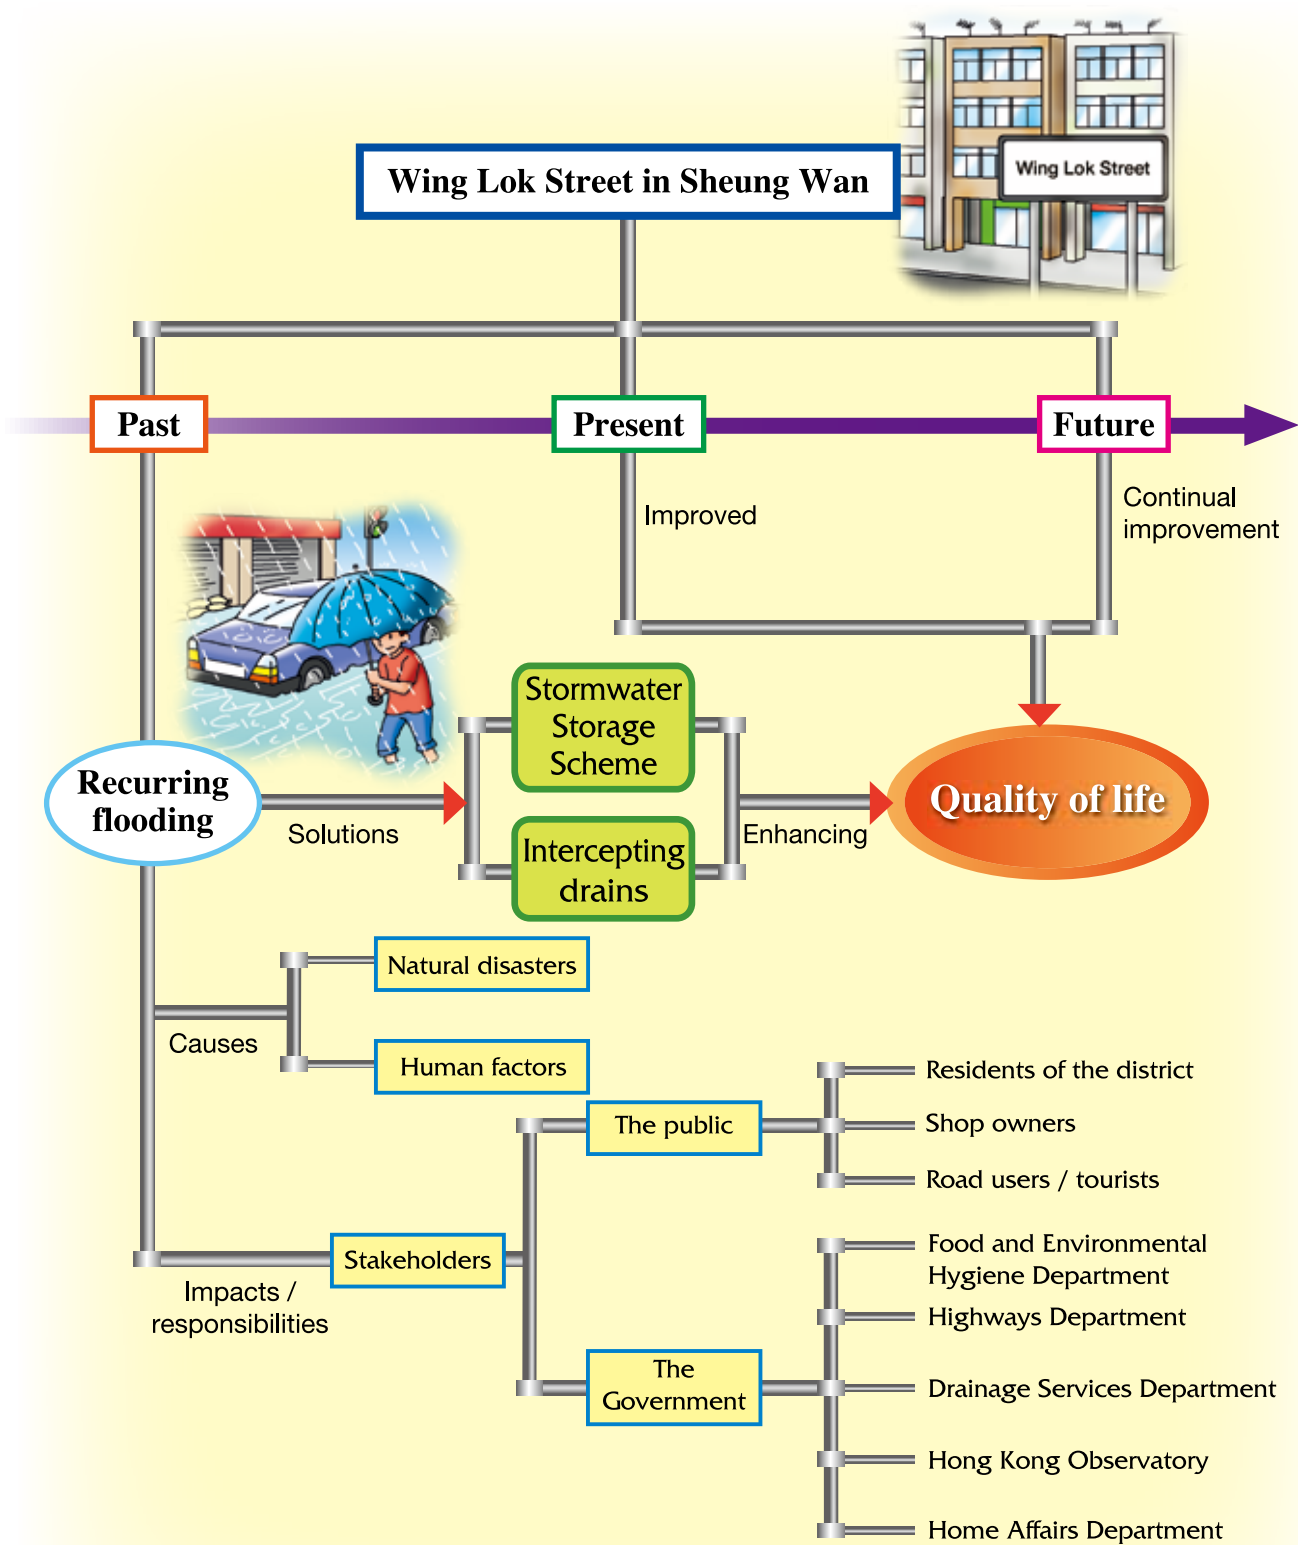 Wing Lok Street in Sheung Wan
Wing Lok Street
Past
Present
Future
Improved
Continual
improvement
Recurring
flooding
Solutions
Stormwater
Storage
Scheme
Intercepting
drains
Enhancing
Quality of life
Causes
Natural disasters
Human factors
Impacts /
responsibilities
Stakeholders
The public
Residents of the district
Shop owners
Road users / tourists
The
Government
Food and Environmental
Hygiene Department
Highways Department
Drainage Services Department
Hong Kong Observatory
Home Affairs Department